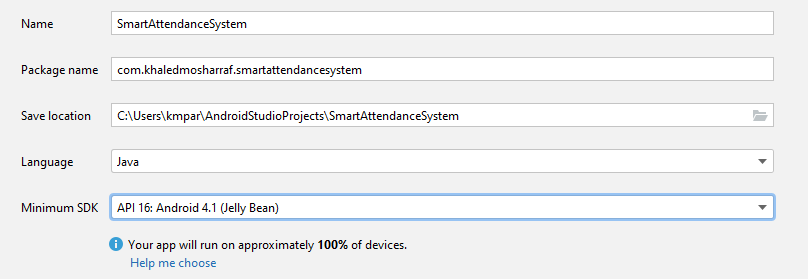 Name SmartAttendanceSystem
Package name com.khaledmosharraf.smartattendancesystem
Save location C:\Users\kmpar\AndroidStudioProjects\SmartAttendanceSystem
Language Java
Minimum SDK API 16: Android 4.1 (Jelly Bean)
Your app will run on approximately 100% of devices.
Help me choose